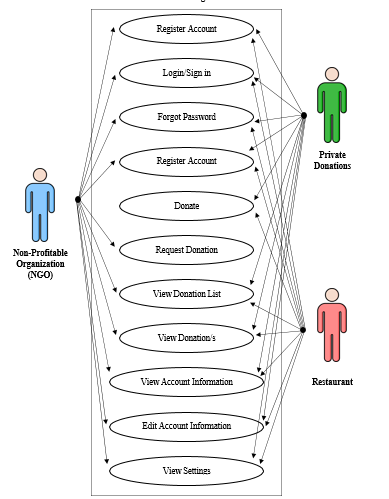 Register Account
Login/Sign in
Forgot Password
Private
Donations
Register Account
Donate
Non-Profitable
Organization
(NGO)
Request Donation
View Donation List
View Donation/s
View Account Information
Restaurant
Edit Account Information
View Settings